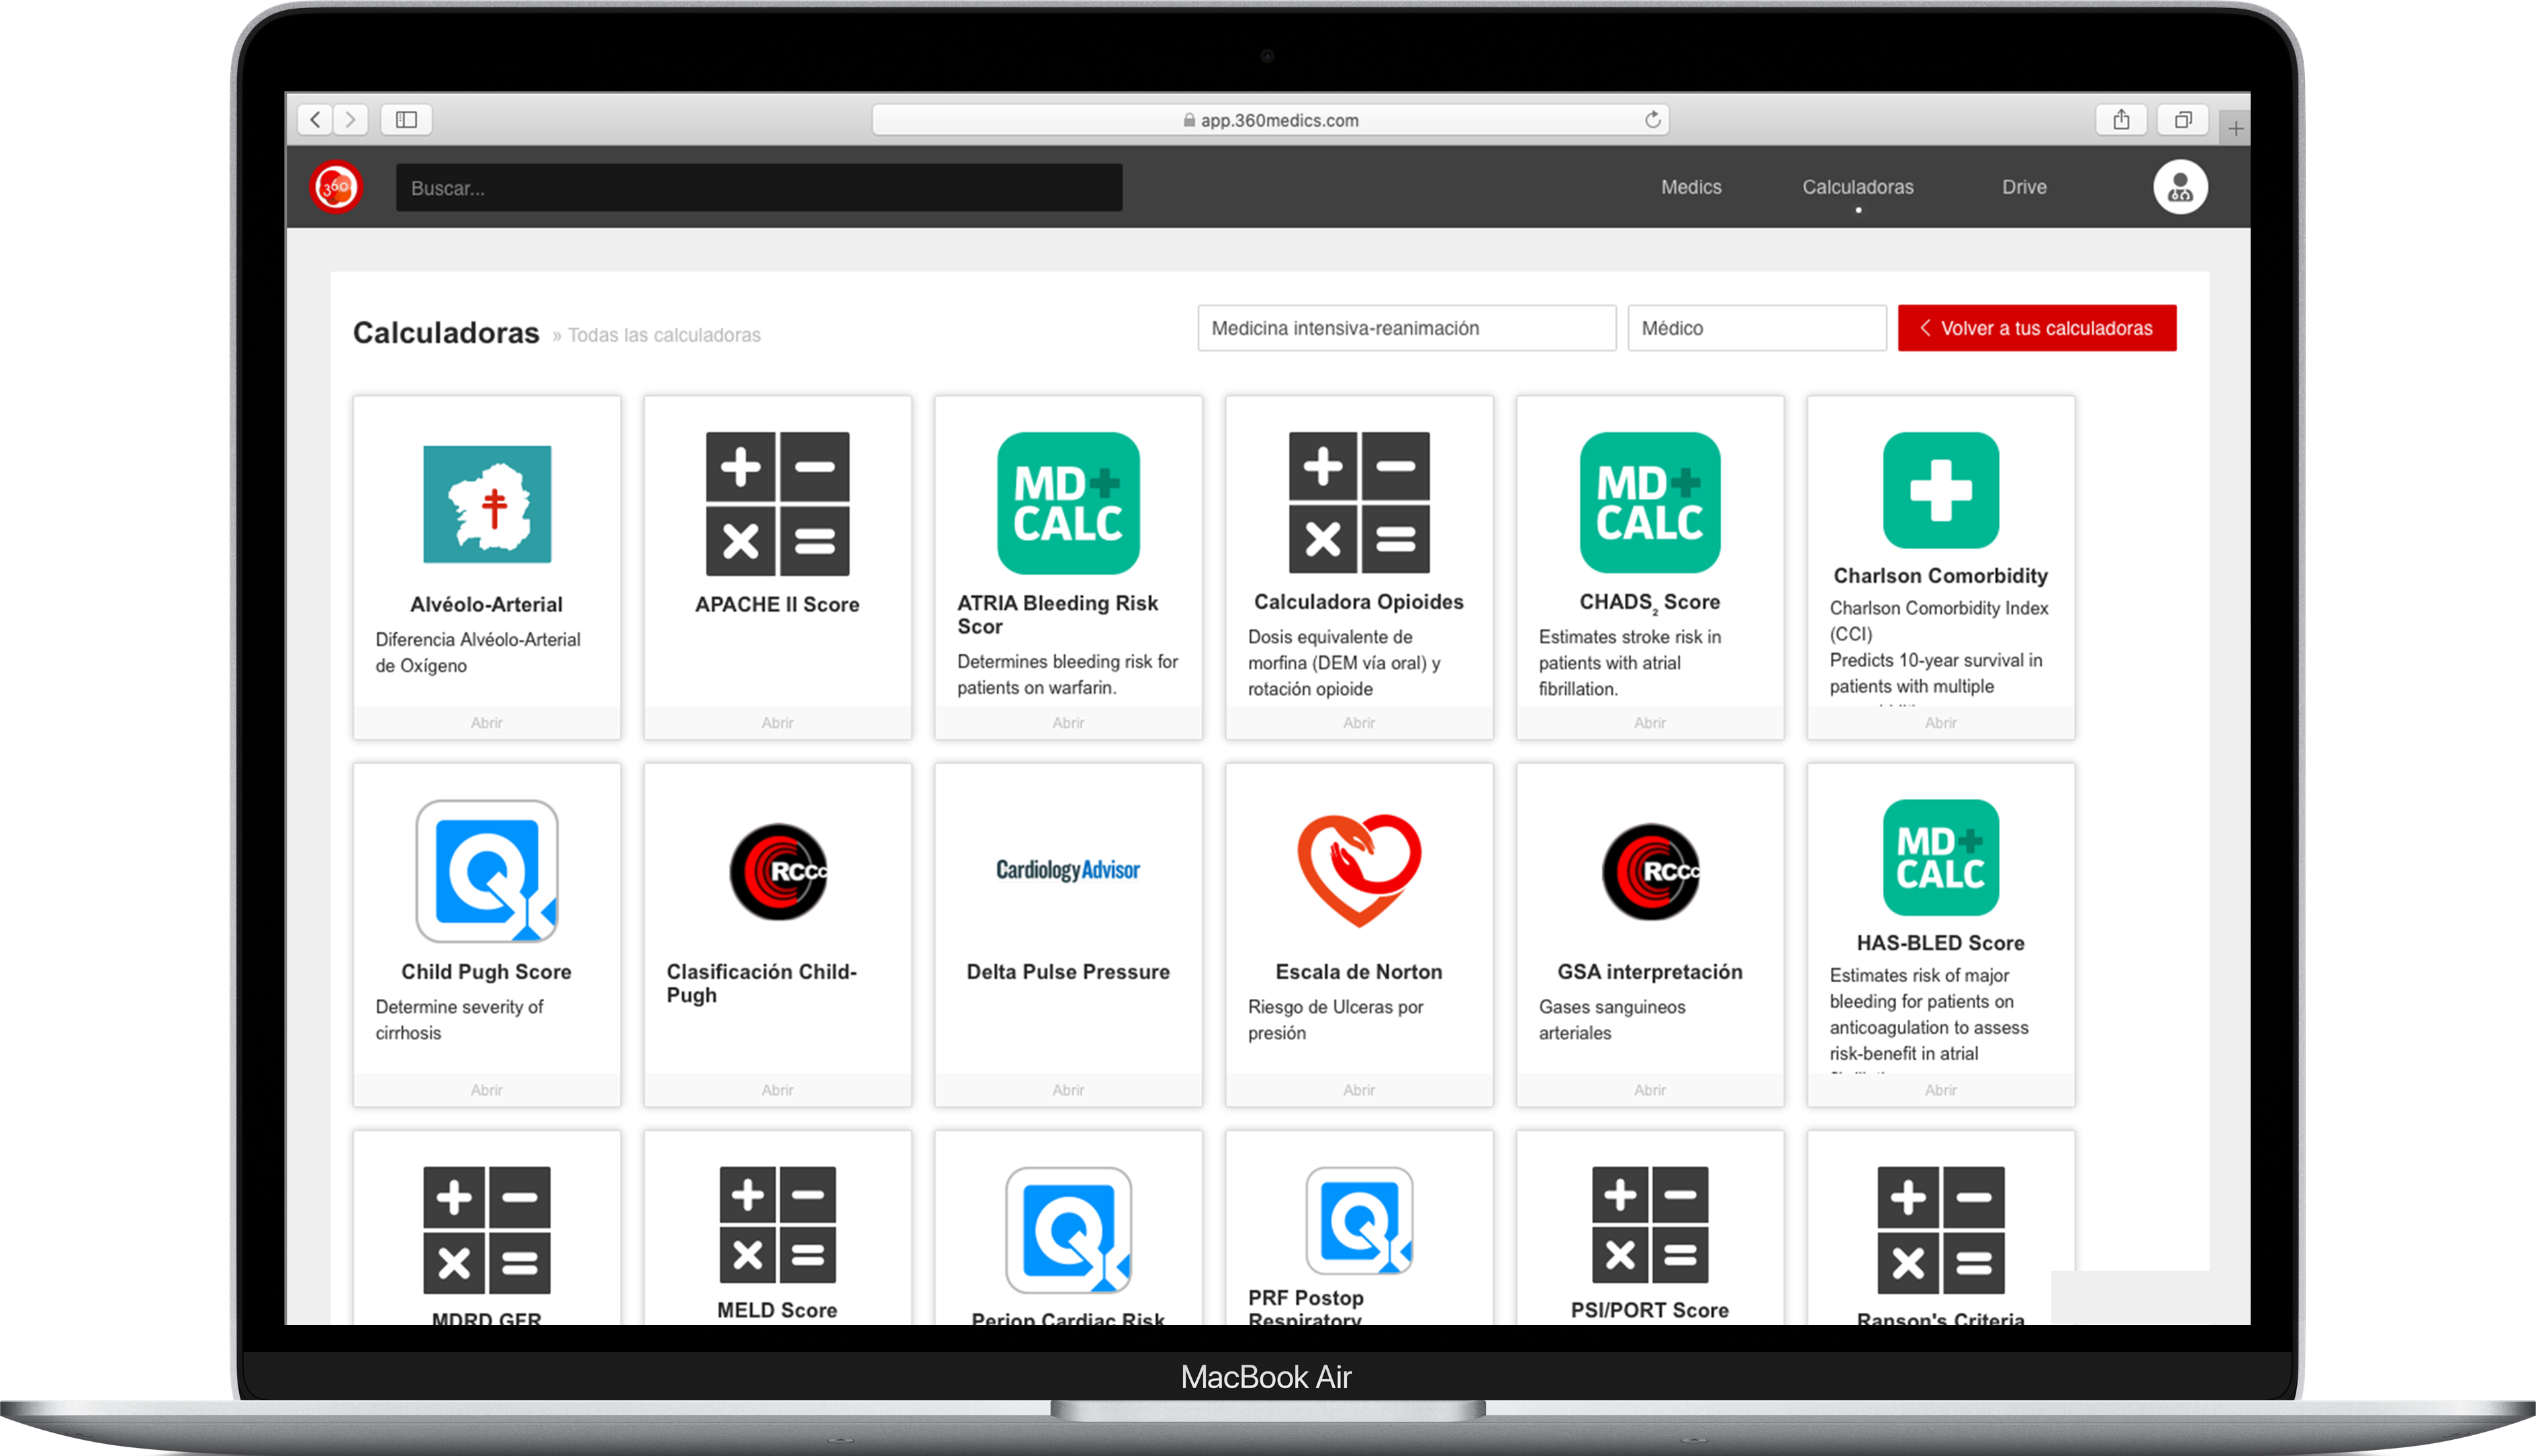 app.360medics.com
360
Buscar...
Medics
Calculadoras
Drive
Calculadoras » Todas las calculadoras
Medicina intensiva-reanimación
Médico
Volver a tus calculadoras
Alvéolo-Arterial
Diferencia Alvéolo-Arterial
de Oxígeno
Abrir
APACHE II Score
Abrir
MD+
CALC
ATRIA Bleeding Risk
Scor
Determines bleeding risk for
patients on warfarin.
Abrir
Calculadora Opioides
Dosis equivalente de
morfina (DEM vía oral) y
rotación opioide
Abrir
MD+
CALC
CHADS₂ Score
Estimates stroke risk in
patients with atrial
fibrillation.
Abrir
Charlson Comorbidity
Charlson Comorbidity Index
(CCI)
Predicts 10-year survival in
patients with multiple
Abrir
Child Pugh Score
Determine severity of
cirrhosis
Abrir
RCCC
Clasificación Child-
Pugh
Abrir
CardiologyAdvisor
Delta Pulse Pressure
Abrir
Escala de Norton
Riesgo de Ulceras por
presión
Abrir
RCCC
GSA interpretación
Gases sanguineos
arteriales
Abrir
MD+
CALC
HAS-BLED Score
Estimates risk of major
bleeding for patients on
anticoagulation to assess
risk-benefit in atrial
Abrir
MDRD GFR
MELD Score
Periop Cardiac Risk
PRF Postop
Respiratory
PSI/PORT Score
Ranson's Criteria
MacBook Air